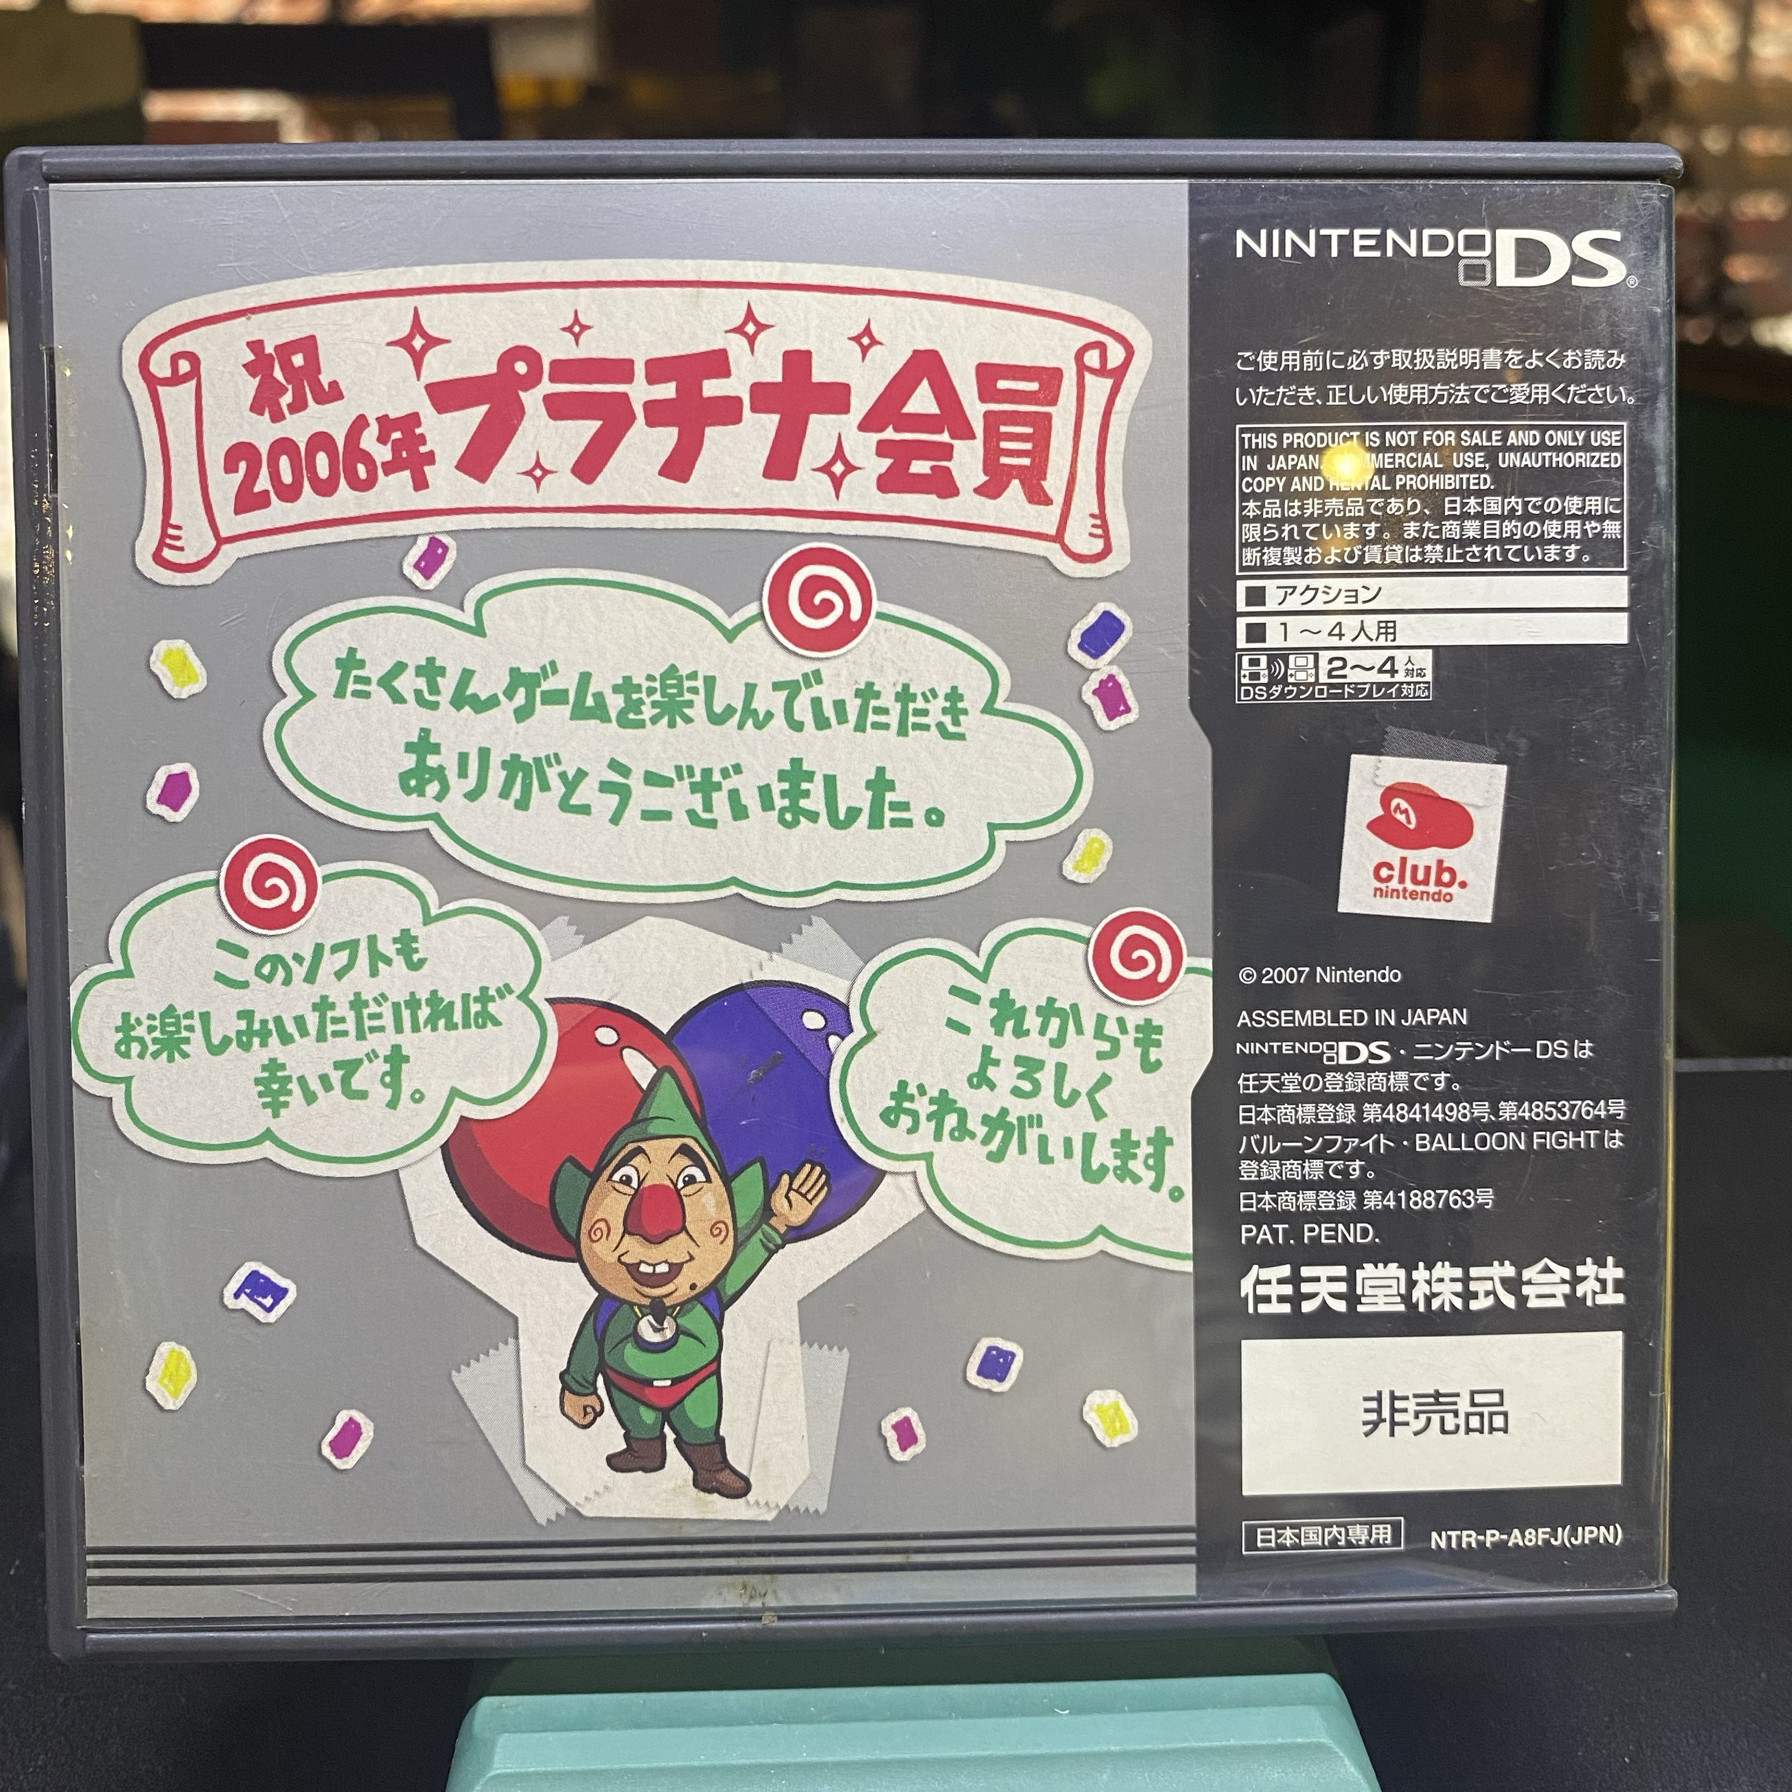 祝
2006年プラチナ会員
たくさんゲームを楽しんでいただき
ありがとうございました。
このソフトも
お楽しみいただければ
幸いです。
これからも
よろしく
おねがいします。
NINTENDO DS®
ご使用前に必ず取扱説明書をよくお読み
いただき、正しい使用方法でご愛用ください。
THIS PRODUCT IS NOT FOR SALE AND ONLY USE
IN JAPAN. COMMERCIAL USE, UNAUTHORIZED
COPY AND RENTAL PROHIBITED.
本品は非売品であり、日本国内での使用に
限られています。また商業目的の使用や無
断複製および賃貸は禁止されています。
■ アクション
■ 1〜4人用
2〜4人対応
DSダウンロードプレイ対応
M
club.
nintendo
© 2007 Nintendo
ASSEMBLED IN JAPAN
NINTENDO DS・ニンテンドーDSは
任天堂の登録商標です。
日本商標登録 第4841498号、第4853764号
バルーンファイト・BALLOON FIGHTは
登録商標です。
日本商標登録 第4188763号
PAT. PEND.
任天堂株式会社
非売品
日本国内専用 NTR-P-A8FJ(JPN)